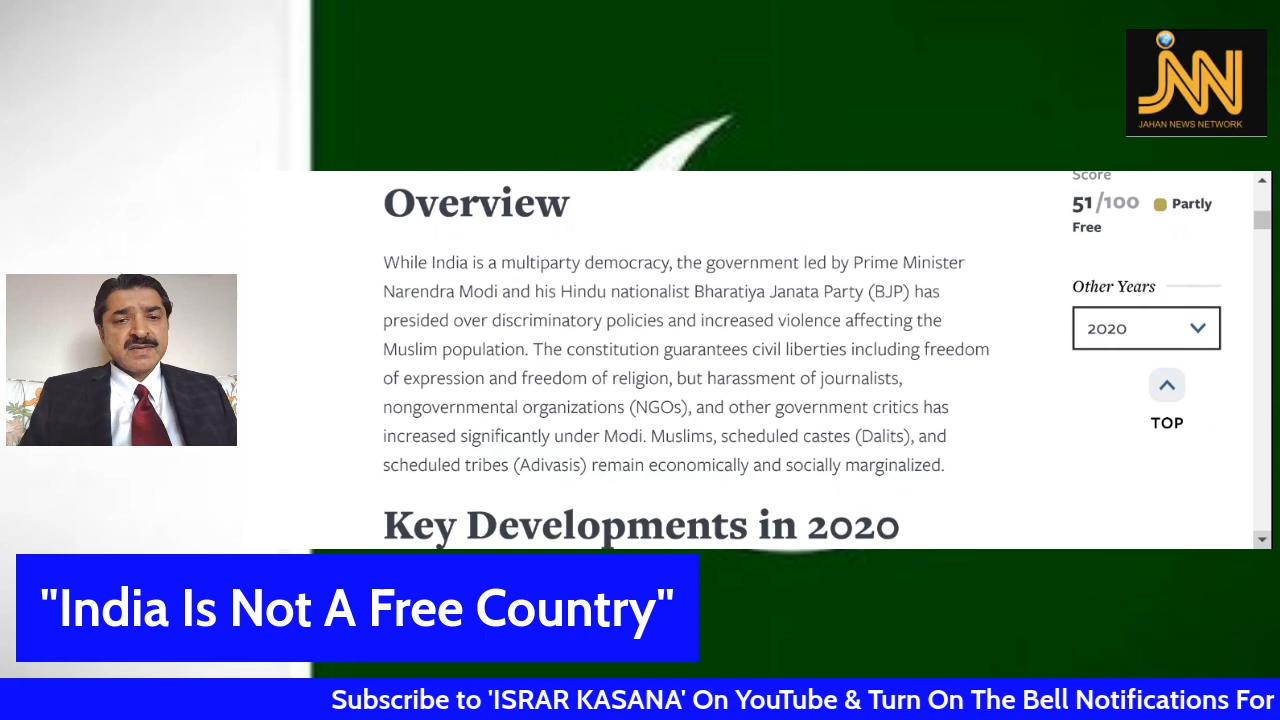 JNN
JAHAN NEWS NETWORK
Overview
While India is a multiparty democracy, the government led by Prime Minister
Narendra Modi and his Hindu nationalist Bharatiya Janata Party (BJP) has
presided over discriminatory policies and increased violence affecting the
Muslim population. The constitution guarantees civil liberties including freedom
of expression and freedom of religion, but harassment of journalists,
nongovernmental organizations (NGOs), and other government critics has
increased significantly under Modi. Muslims, scheduled castes (Dalits), and
scheduled tribes (Adivasis) remain economically and socially marginalized.
Key Developments in 2020
Score
51/100 Partly
Free
Other Years
2020
TOP
"India Is Not A Free Country"
Subscribe to 'ISRAR KASANA' On YouTube & Turn On The Bell Notifications For